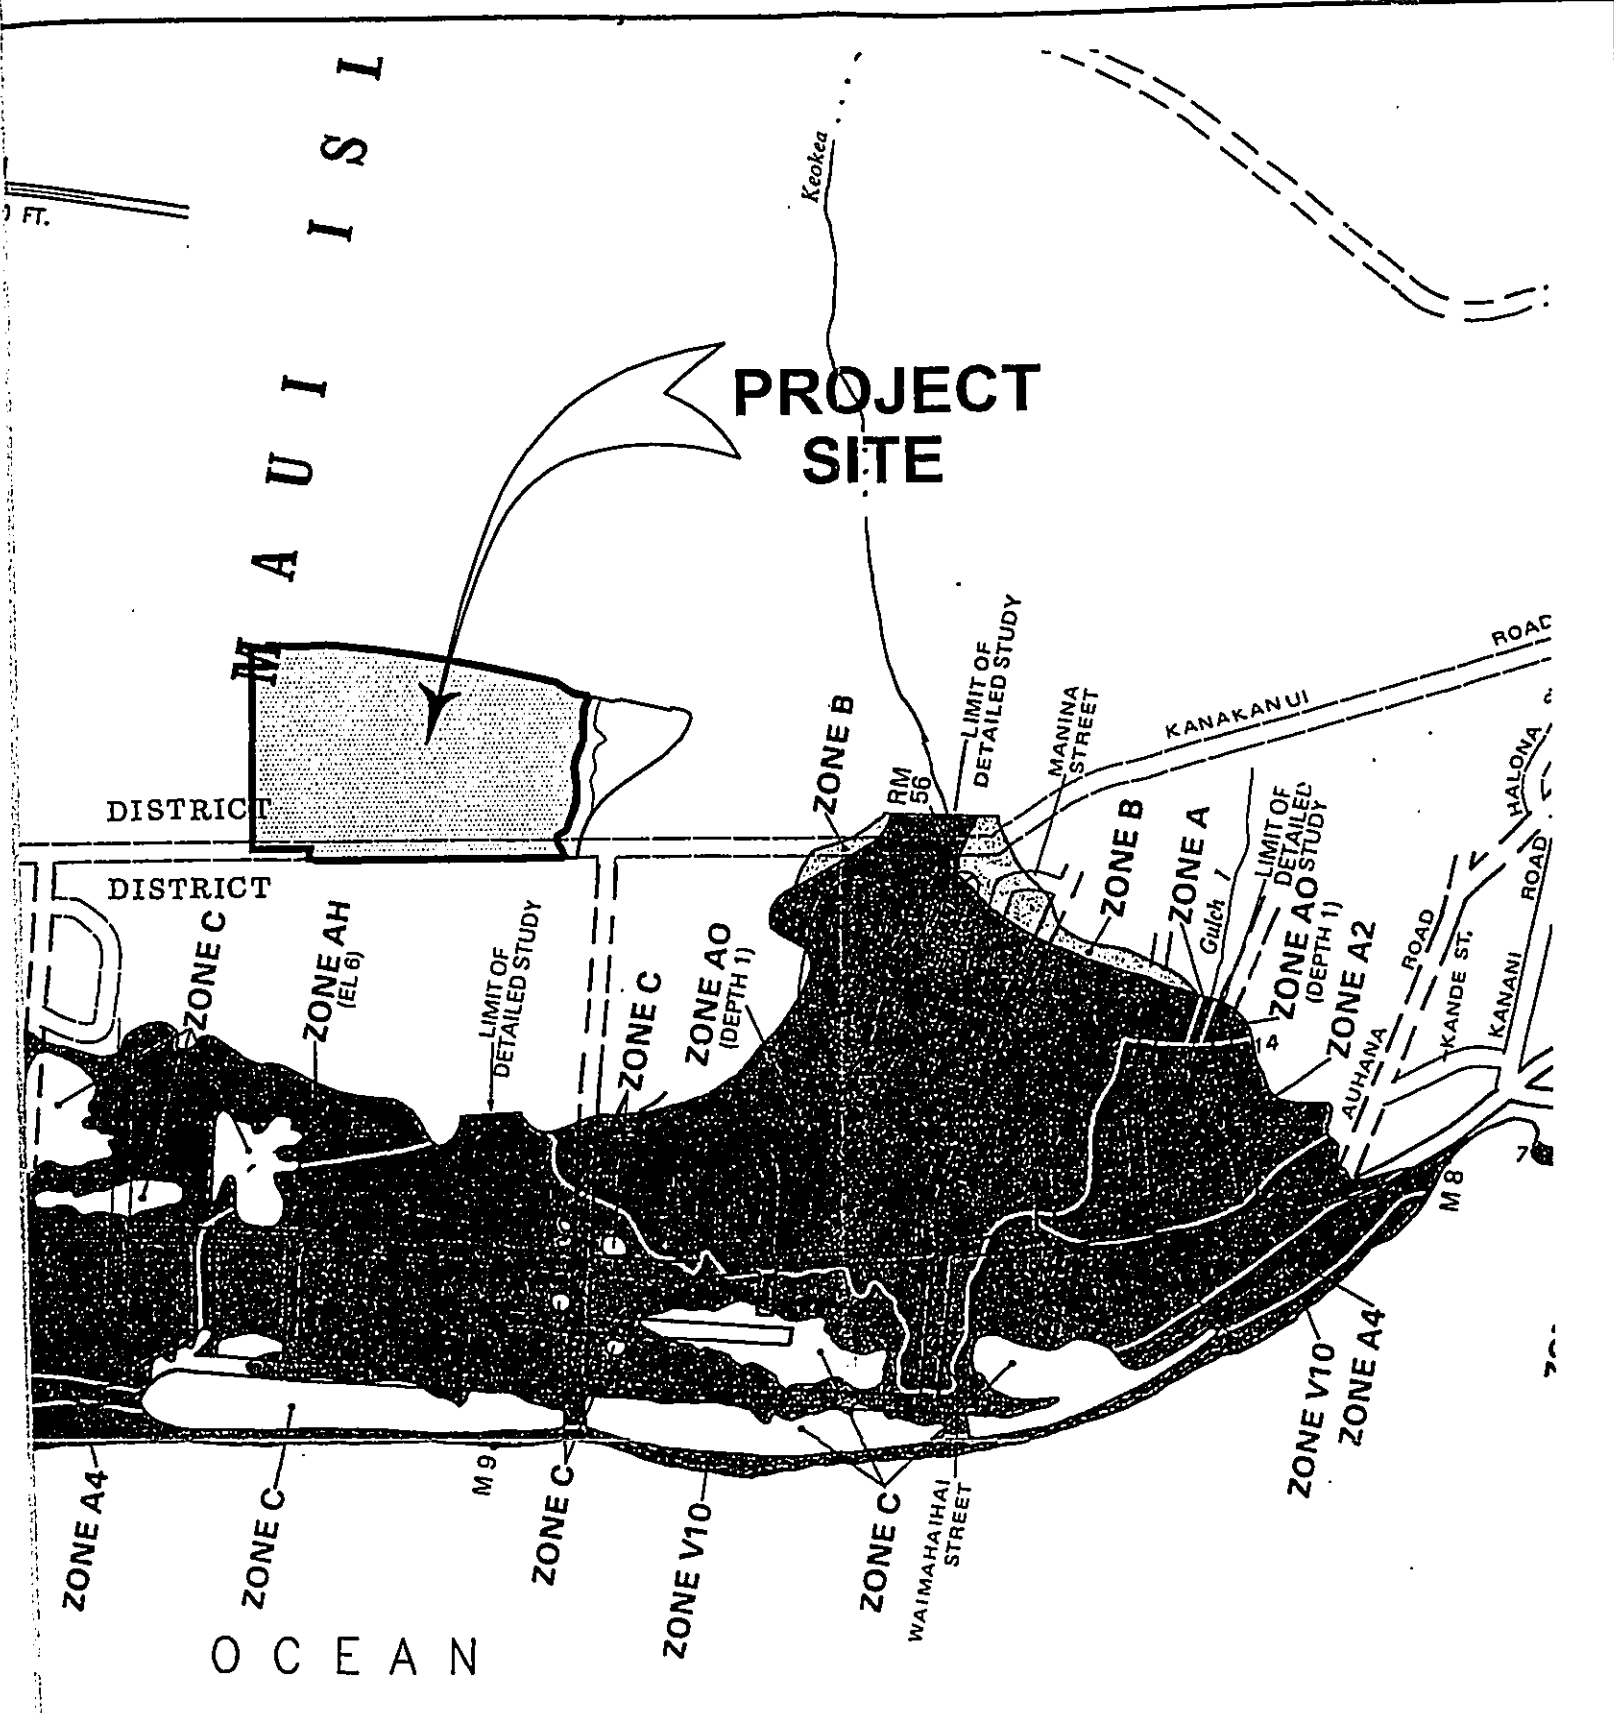 MAUI ISL
FT.
Keokea
PROJECT
SITE
LIMIT OF
DETAILED STUDY
MANINA
STREET
KANAKANUI
ROAD
ZONE B
RM
56
HALONA
ZONE B
ZONE A
Gulch 7
LIMIT OF
DETAILED
STUDY
DISTRICT
DISTRICT
ZONE C
ZONE AH
(EL 6)
LIMIT OF
DETAILED STUDY
ZONE C
ZONE AO
(DEPTH 1)
ZONE AO
(DEPTH 1)
ZONE A2
14
AUHANA
ROAD
KANDE ST.
KANANI
ROAD
M 8
ZONE V10
ZONE A4
ZONE A4
ZONE C
M 9
ZONE C
ZONE V10
ZONE C
WAIMAHAIHAI
STREET
OCEAN